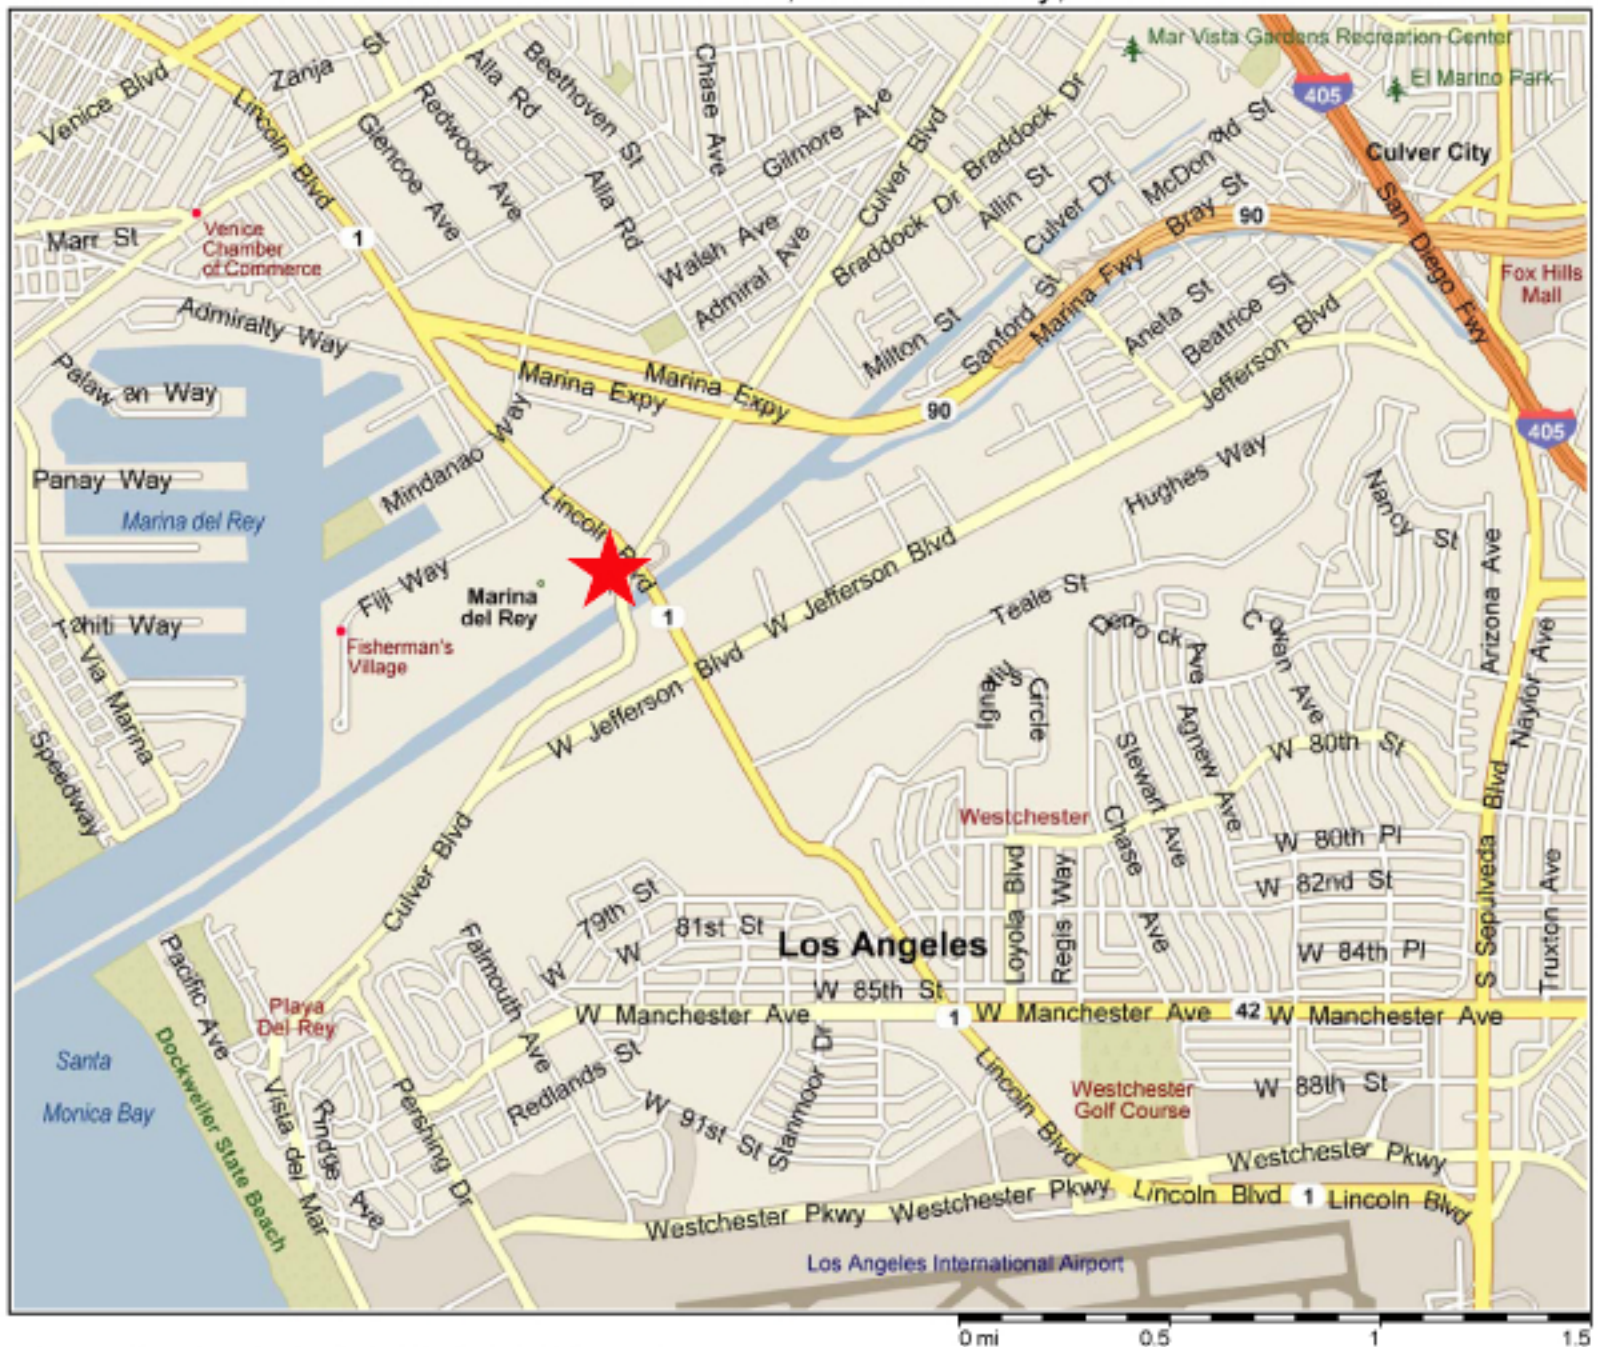 Mar Vista Gardens Recreation Center
El Marino Park
405
Culver City
Venice Blvd
Zanja St
Lincoln Blvd
Alla Rd
Beethoven St
Redwood Ave
Glencoe Ave
Chase Ave
Gilmore Ave
Culver Blvd
Braddock Dr
Braddock Dr
Allin St
Culver Dr
Bray St
90
San Diego Fwy
Fox Hills
Mall
Marr St
Venice
Chamber
of Commerce
1
Alla Rd
Walsh Ave
Admiral Ave
Milton St
Sanford St
Marina Fwy
Aneta St
Beatrice St
Jefferson Blvd
Admiralty Way
Marina Expy
Marina Expy
90
405
Panay Way
Marina del Rey
Mindanao Way
Lincoln Blvd
Hughes Way
Nancy St
Arizona Ave
Fiji Way
Marina
del Rey
1
W Jefferson Blvd
Teale St
Fisherman's
Village
Via Marina
Speedway
W Jefferson Blvd
Circle
Agnew Ave
Stewart Ave
W 80th St
Naylor Ave
Westchester
Chase Ave
W 80th Pl
W 82nd St
W 84th Pl
Loyola Blvd
Regis Way
S Sepulveda Blvd
Truxton Ave
Culver Blvd
W 79th St
W 81st St
Los Angeles
W 85th St
Falmouth Ave
Pacific Ave
Playa
Del Rey
W Manchester Ave
1
W Manchester Ave
42
W Manchester Ave
Santa
Monica Bay
Dockweiler State Beach
Vista del Mar
Rindge Ave
Pershing Dr
Redlands St
W 91st St
Stanmoor Dr
Lincoln Blvd
Westchester
Golf Course
W 88th St
Westchester Pkwy
Westchester Pkwy
Westchester Pkwy
Lincoln Blvd
1
Lincoln Blvd
Los Angeles International Airport
0 mi
0.5
1
1.5